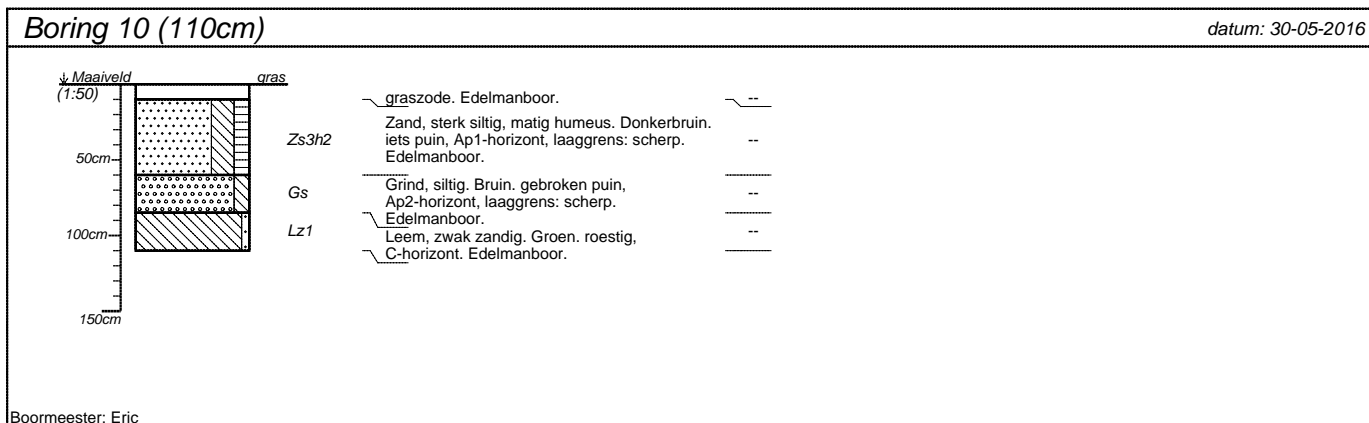 Boring 10 (110cm)
datum: 30-05-2016
Maaiveld
gras
(1:50)
graszode. Edelmanboor.
--
Zs3h2
Zand, sterk siltig, matig humeus. Donkerbruin.
iets puin, Ap1-horizont, laaggrens: scherp.
Edelmanboor.
--
50cm
Gs
Grind, siltig. Bruin. gebroken puin,
Ap2-horizont, laaggrens: scherp.
Edelmanboor.
--
100cm
Lz1
Leem, zwak zandig. Groen. roestig,
C-horizont. Edelmanboor.
--
150cm
Boormeester: Eric